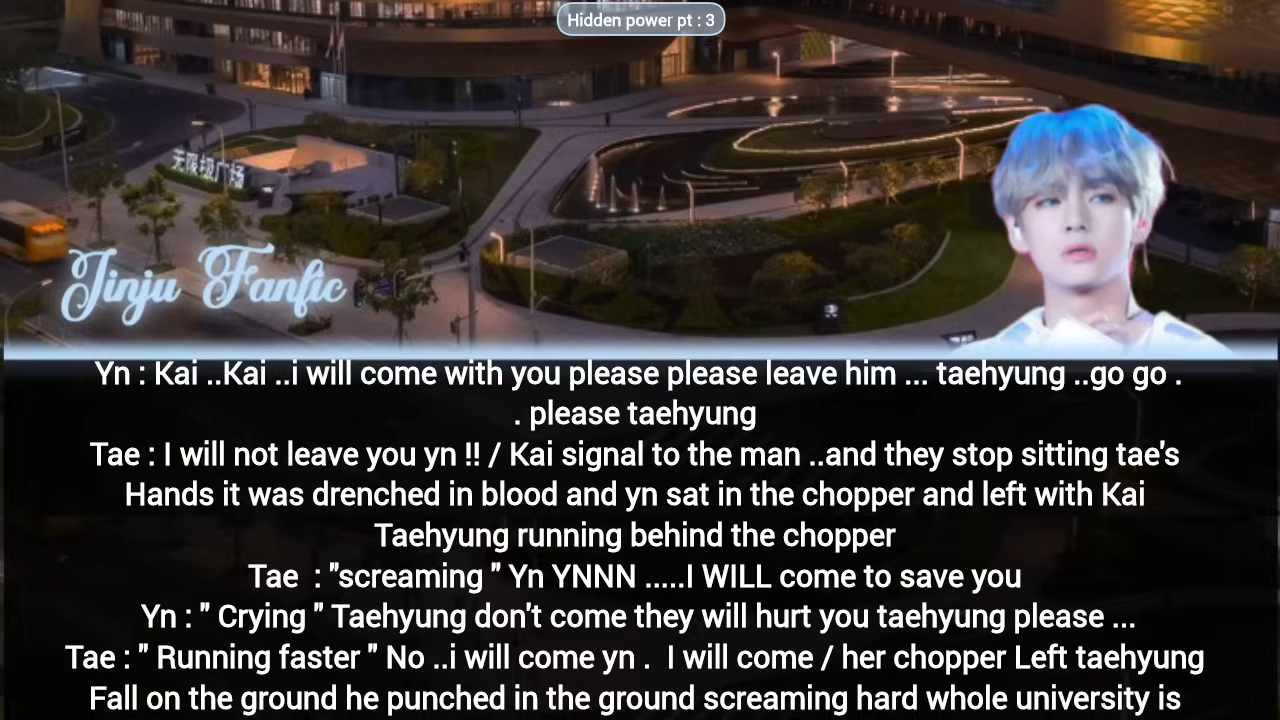 Hidden power pt : 3
无限极广场
Jinju Fanfic
Yn : Kai ..Kai ..i will come with you please please leave him ... taehyung ..go go .
. please taehyung
Tae : I will not leave you yn !! / Kai signal to the man ..and they stop sitting tae's
Hands it was drenched in blood and yn sat in the chopper and left with Kai
Taehyung running behind the chopper
Tae  : "screaming " Yn YNNN .....I WILL come to save you
Yn : " Crying " Taehyung don't come they will hurt you taehyung please ...
Tae : " Running faster " No ..i will come yn .  I will come / her chopper Left taehyung
Fall on the ground he punched in the ground screaming hard whole university is